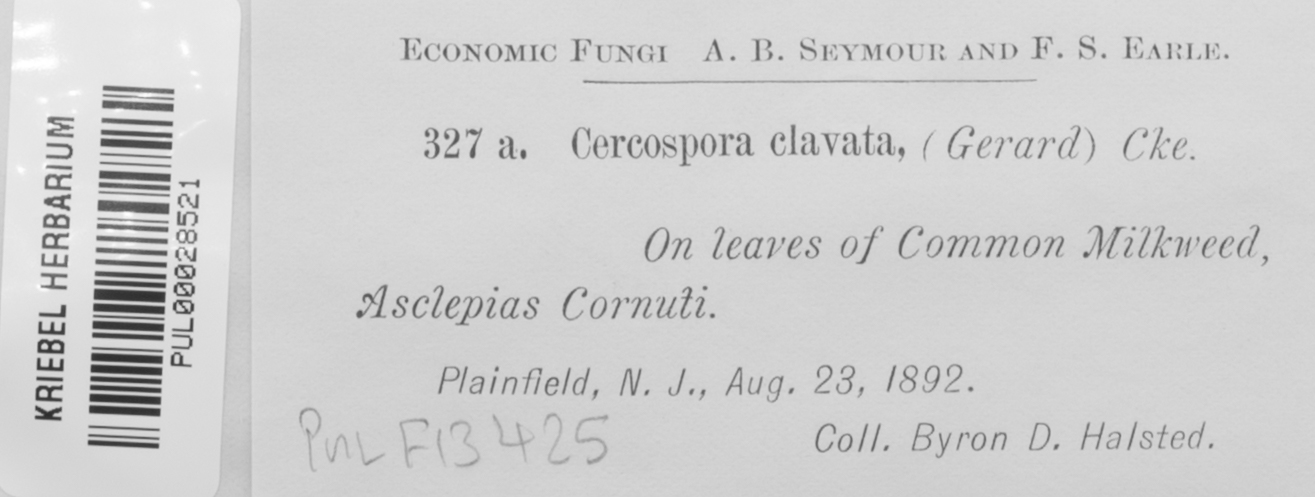 ECONOMIC FUNGI A. B. SEYMOUR AND F. S. EARLE.
327 a. Cercospora clavata, (Gerard) Cke.
On leaves of Common Milkweed,
Asclepias Cornuti.
Plainfield, N. J., Aug. 23, 1892.
Coll. Byron D. Halsted.
PUL F13425
KRIEBEL HERBARIUM
PUL00028521